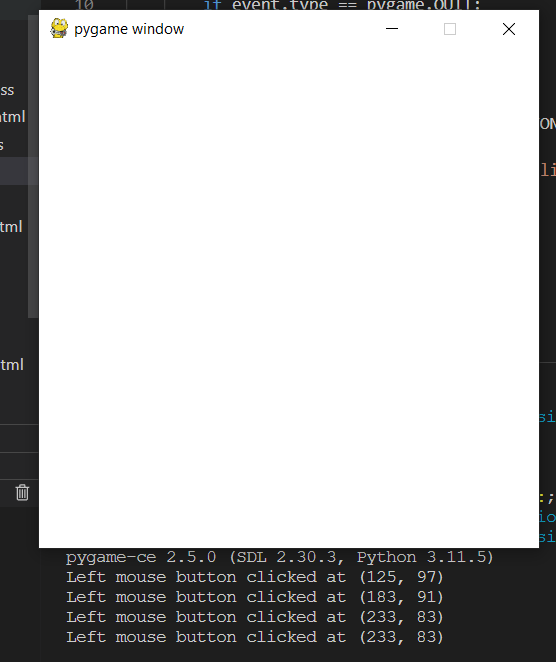 10 if event.type == pygame.QUIT:
pygame window
ss
html
s
ON
li
tml
tml
si
:;
io
si
pygame-ce 2.5.0 (SDL 2.30.3, Python 3.11.5)
Left mouse button clicked at (125, 97)
Left mouse button clicked at (183, 91)
Left mouse button clicked at (233, 83)
Left mouse button clicked at (233, 83)